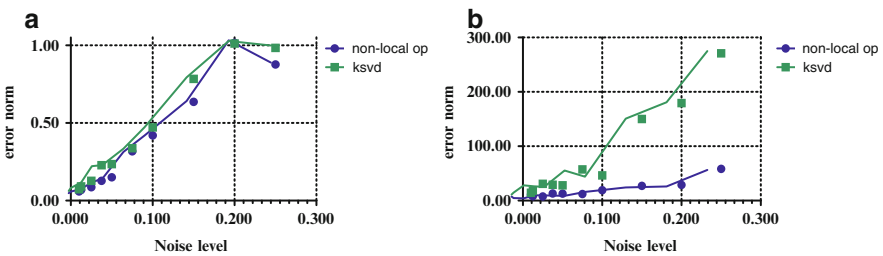 a
1.00
0.50
0.00
error norm
0.000
0.100
0.200
0.300
Noise level
non-local op
ksvd
b
300.00
200.00
100.00
0.00
error norm
0.000
0.100
0.200
0.300
Noise level
non-local op
ksvd